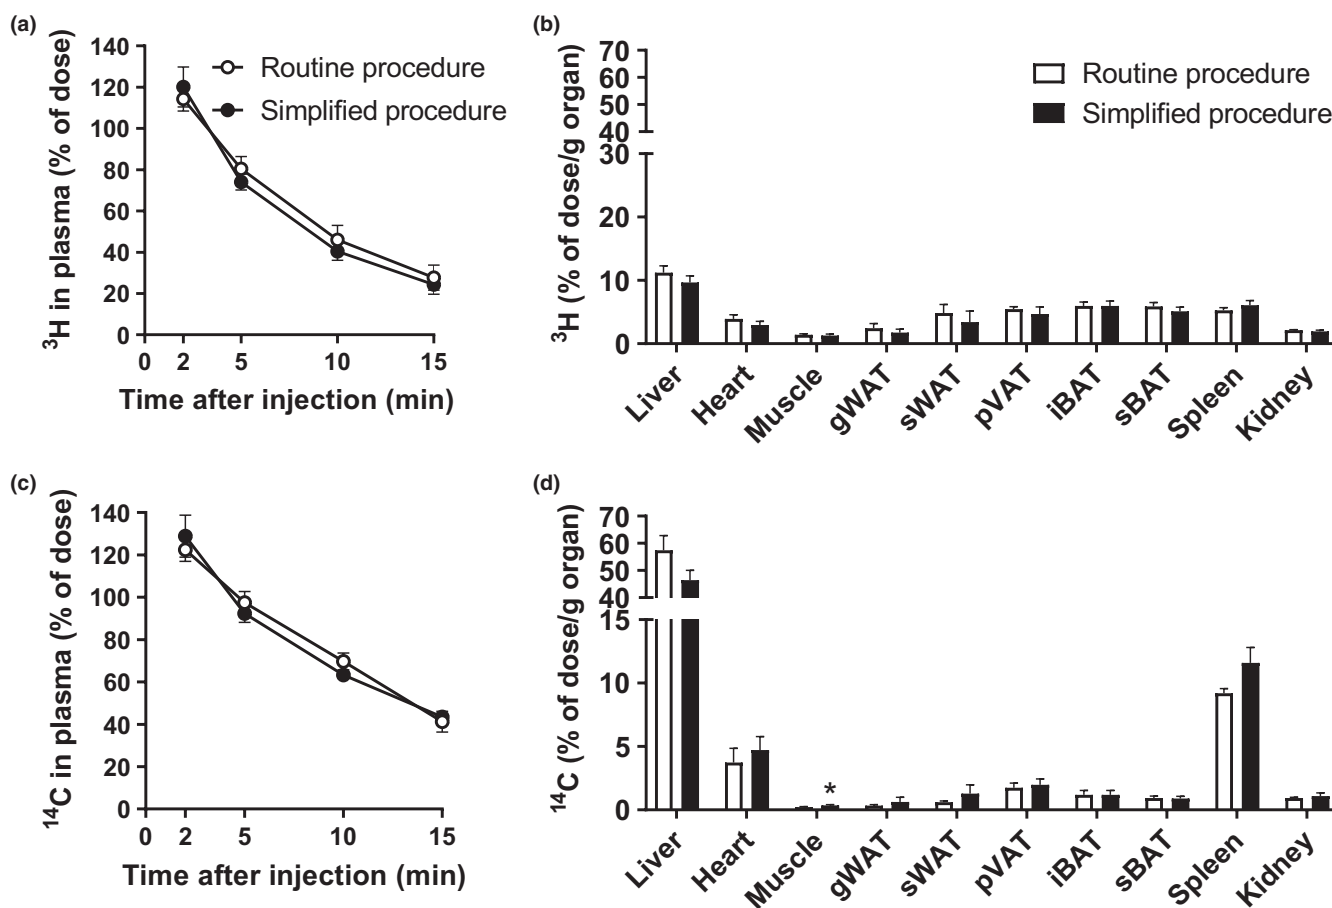 (a)
³H in plasma (% of dose)
140
120
100
80
60
40
20
0
0 2 5 10 15
Time after injection (min)
Routine procedure
Simplified procedure
(b)
³H (% of dose/g organ)
70
60
50
40
30
20
10
0
Routine procedure
Simplified procedure
Liver
Heart
Muscle
gWAT
sWAT
pVAT
iBAT
sBAT
Spleen
Kidney
(c)
¹⁴C in plasma (% of dose)
140
120
100
80
60
40
20
0
0 2 5 10 15
Time after injection (min)
(d)
¹⁴C (% of dose/g organ)
70
60
50
40
15
10
5
0
*
Liver
Heart
Muscle
gWAT
sWAT
pVAT
iBAT
sBAT
Spleen
Kidney